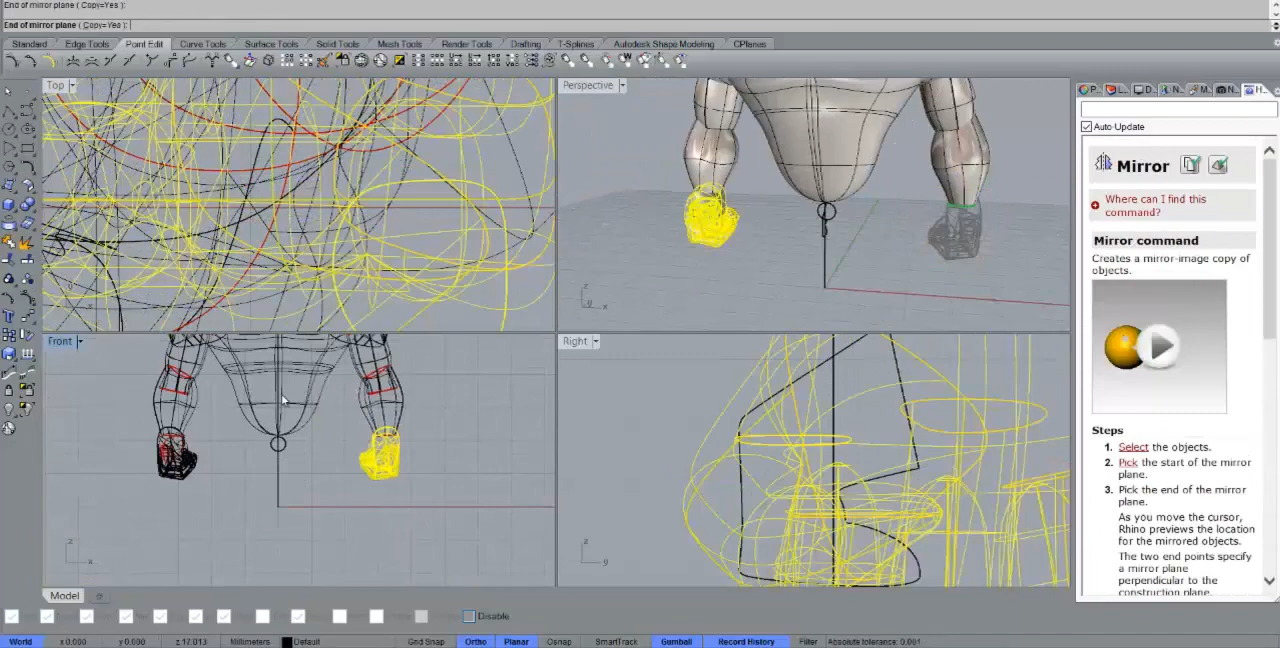 End of mirror plane ( Copy=Yes ):
End of mirror plane ( Copy=Yes ):
Standard Edge Tools Point Edit Curve Tools Surface Tools Solid Tools Mesh Tools Render Tools Drafting T-Splines Autodesk Shape Modeling CPlanes
Top
Perspective
P... L... D... N... M... N... H...
Auto-Update
Mirror
Where can I find this
command?
Mirror command
Creates a mirror-image copy of
objects.
z
x
Front
Right
Steps
1. Select the objects.
2. Pick the start of the mirror
plane.
3. Pick the end of the mirror
plane.
As you move the cursor,
Rhino previews the location
for the mirrored objects.
The two end points specify
a mirror plane
perpendicular to the
construction plane.
z
x
z
Model
Disable
World x 0.000 y 0.000 z 17.013 Millimeters Default Grid Snap Ortho Planar Osnap SmartTrack Gumball Record History Filter Absolute tolerance: 0.001